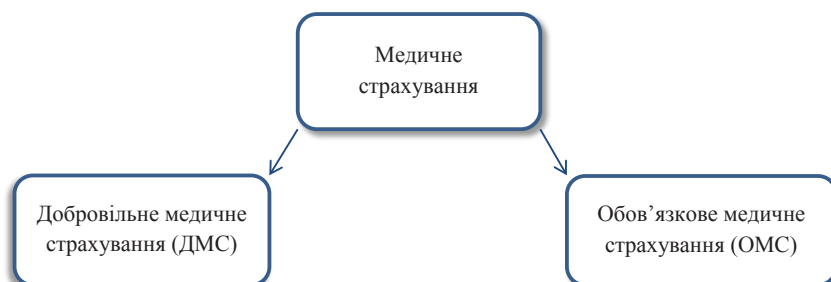 Медичне
страхування
Добровільне медичне
страхування (ДМС)
Обов’язкове медичне
страхування (ОМС)